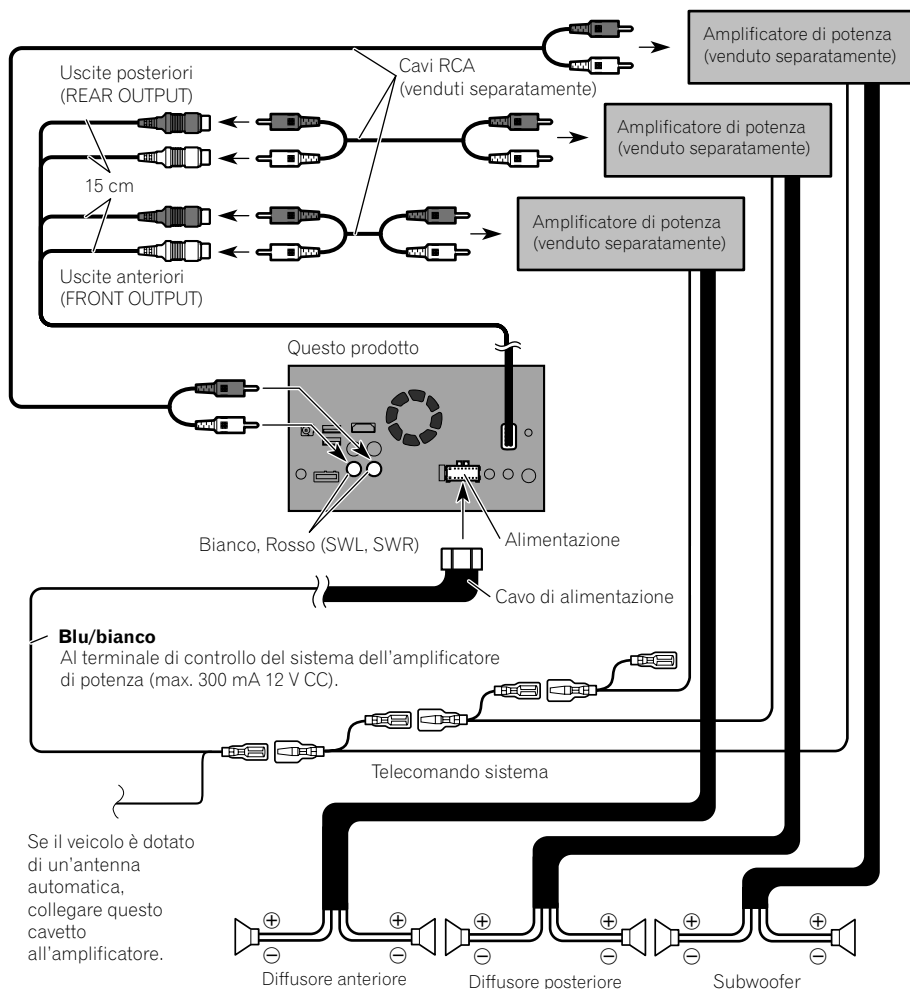 Amplificatore di potenza
(venduto separatamente)
Uscite posteriori
(REAR OUTPUT)
Cavi RCA
(venduti separatamente)
Amplificatore di potenza
(venduto separatamente)
15 cm
Amplificatore di potenza
(venduto separatamente)
Uscite anteriori
(FRONT OUTPUT)
Questo prodotto
Bianco, Rosso (SWL, SWR)
Alimentazione
Cavo di alimentazione
Blu/bianco
Al terminale di controllo del sistema dell'amplificatore
di potenza (max. 300 mA 12 V CC).
Telecomando sistema
Se il veicolo è dotato
di un'antenna
automatica,
collegare questo
cavetto
all'amplificatore.
+ + + + + +
− − − − − −
Diffusore anteriore
Diffusore posteriore
Subwoofer